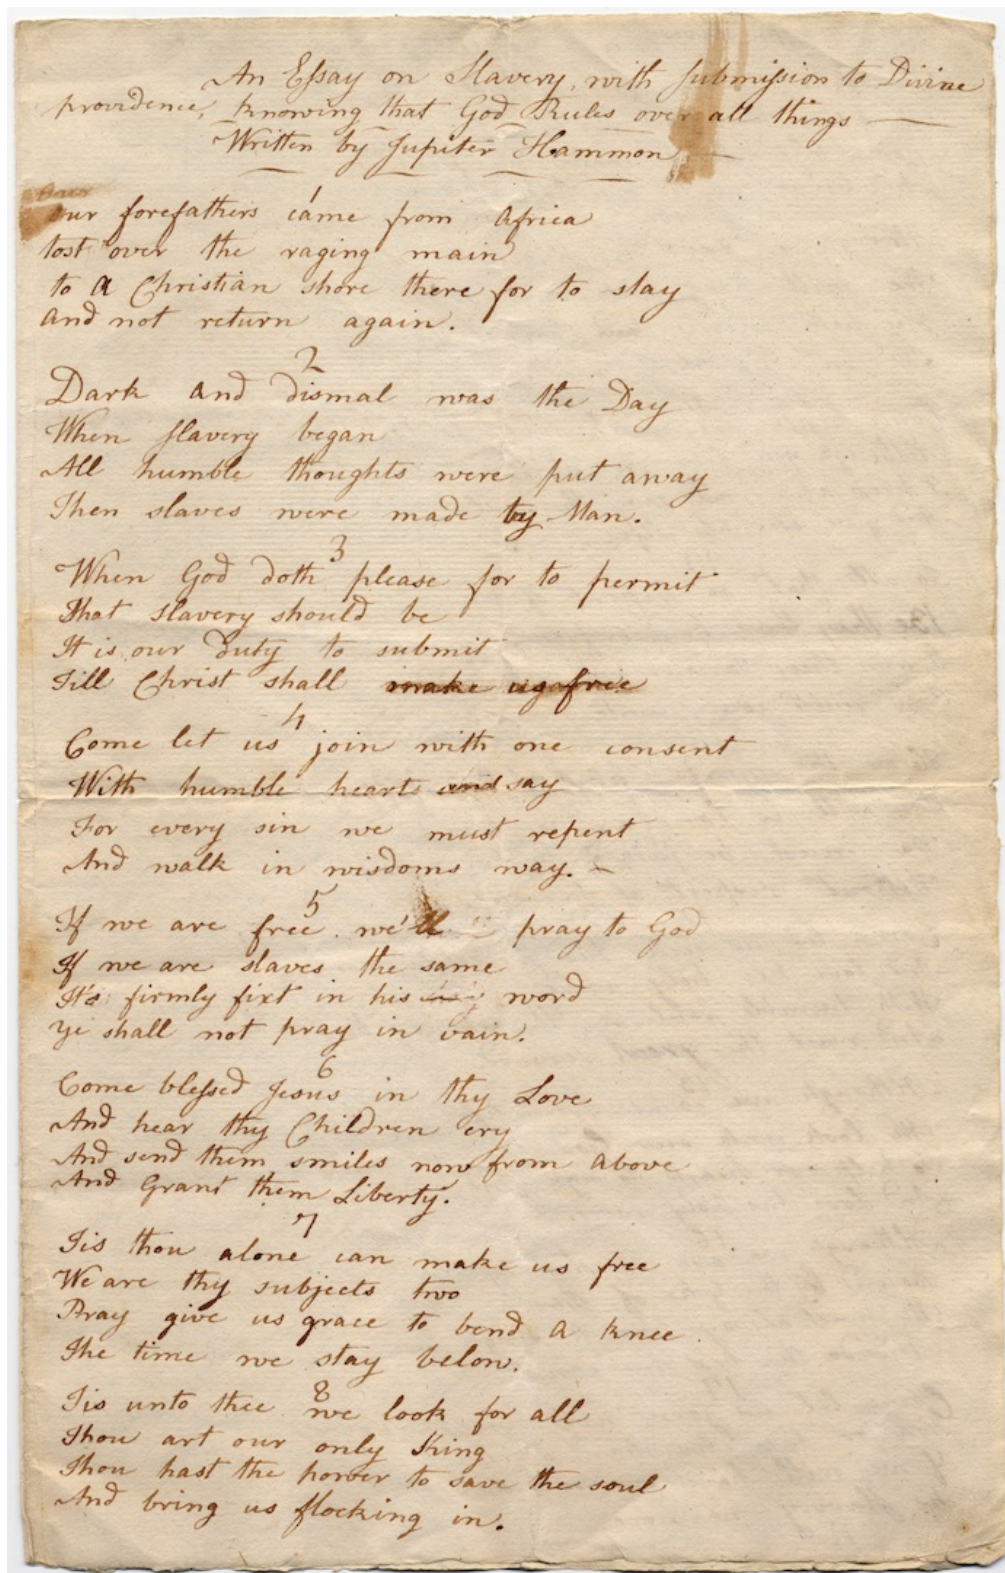 An Essay on Slavery, with submission to Divine
providence, knowing that God Rules over all things —
Written by Jupiter Hammon —
1
Our forefathers came from africa
tost over the raging main
to a Christian shore there for to stay
and not return again.
2
Dark and dismal was the Day
When slavery began
All humble thoughts were put away
Then slaves were made by Man.
3
When God doth please for to permit
That slavery should be
It is our duty to submit
Till Christ shall make us free
4
Come let us join with one consent
With humble hearts and say
For every sin we must repent
And walk in wisdoms way. —
5
If we are free we'll pray to God
If we are slaves the same
It's firmly fixt in his word
Ye shall not pray in vain.
6
Come blessed Jesus in thy Love
And hear thy Children cry
And send them smiles now from above
And Grant them Liberty.
7
Tis thou alone can make us free
We are thy subjects two
Pray give us grace to bend a knee
The time we stay below.
8
Tis unto thee we look for all
Thou art our only King
Thou hast the power to save the soul
And bring us flocking in.